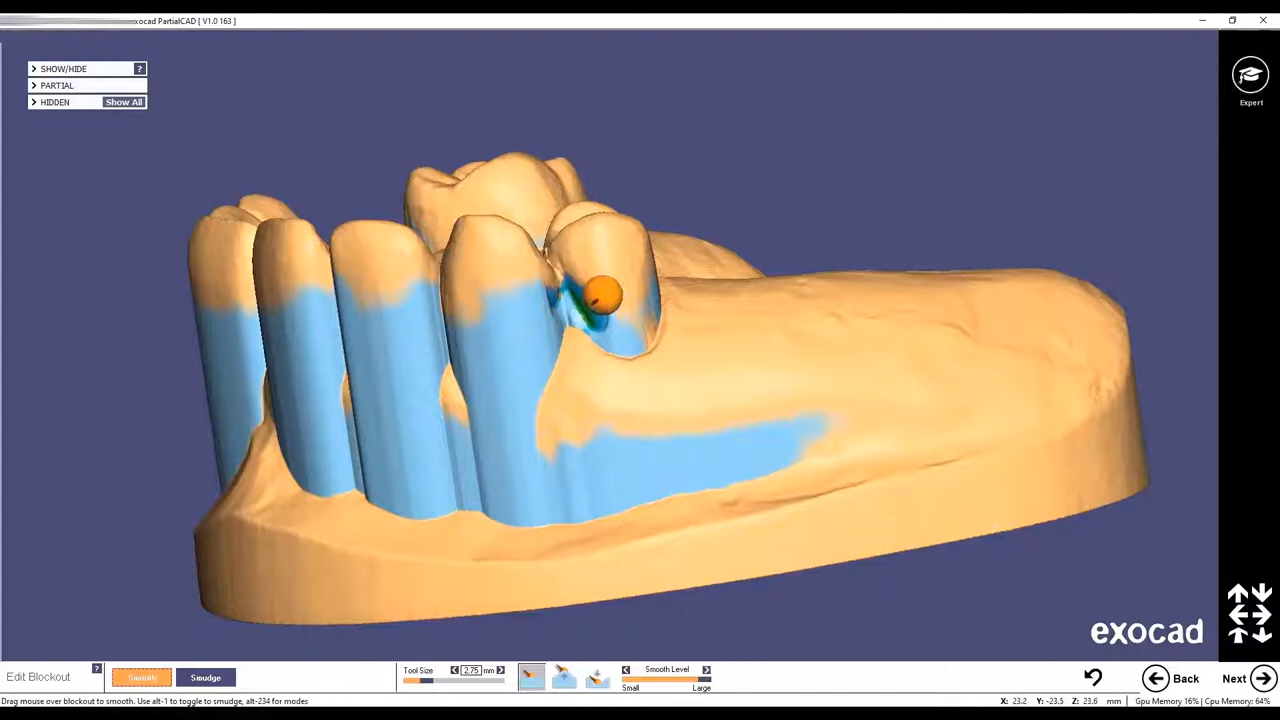 xocad PartialCAD [ V1.0 163 ]
SHOW/HIDE ?
PARTIAL
HIDDEN Show All
Expert
exocad
Edit Blockout ?
Smooth
Smudge
Tool Size 2.75 mm
Smooth Level
Small Large
Back
Next
Drag mouse over blockout to smooth. Use alt-1 to toggle to smudge, alt-234 for modes
X: 23.2 Y: -23.5 Z: 23.6 mm
Gpu Memory 16% | Cpu Memory: 64%